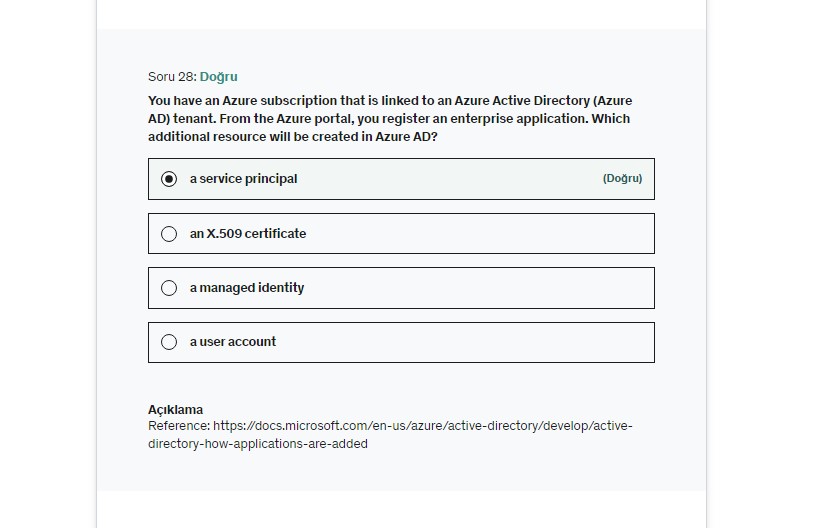 Soru 28: Doğru
You have an Azure subscription that is linked to an Azure Active Directory (Azure
AD) tenant. From the Azure portal, you register an enterprise application. Which
additional resource will be created in Azure AD?
a service principal (Doğru)
an X.509 certificate
a managed identity
a user account
Açıklama
Reference: https://docs.microsoft.com/en-us/azure/active-directory/develop/active-
directory-how-applications-are-added